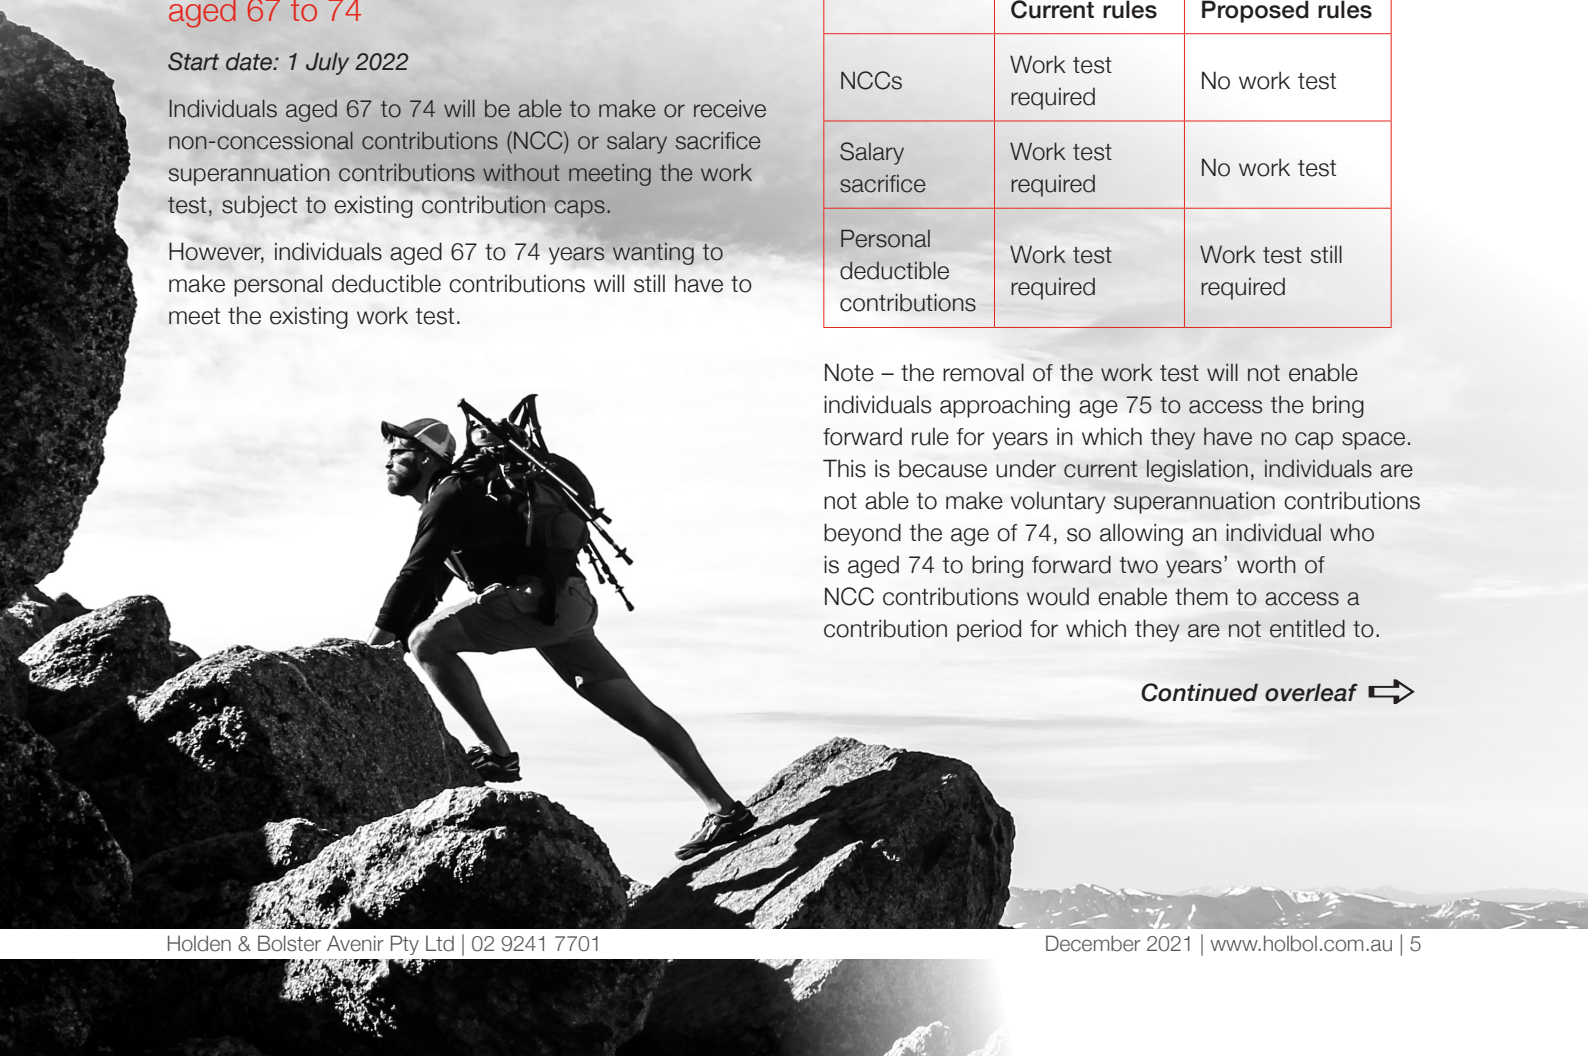 aged 67 to 74
Start date: 1 July 2022
Individuals aged 67 to 74 will be able to make or receive
non-concessional contributions (NCC) or salary sacrifice
superannuation contributions without meeting the work
test, subject to existing contribution caps.
However, individuals aged 67 to 74 years wanting to
make personal deductible contributions will still have to
meet the existing work test.
Current rules Proposed rules
NCCs
Work test
required
No work test
Salary
sacrifice
Work test
required
No work test
Personal
deductible
contributions
Work test
required
Work test still
required
Note – the removal of the work test will not enable
individuals approaching age 75 to access the bring
forward rule for years in which they have no cap space.
This is because under current legislation, individuals are
not able to make voluntary superannuation contributions
beyond the age of 74, so allowing an individual who
is aged 74 to bring forward two years’ worth of
NCC contributions would enable them to access a
contribution period for which they are not entitled to.
Continued overleaf
Holden & Bolster Avenir Pty Ltd | 02 9241 7701
December 2021 | www.holbol.com.au | 5